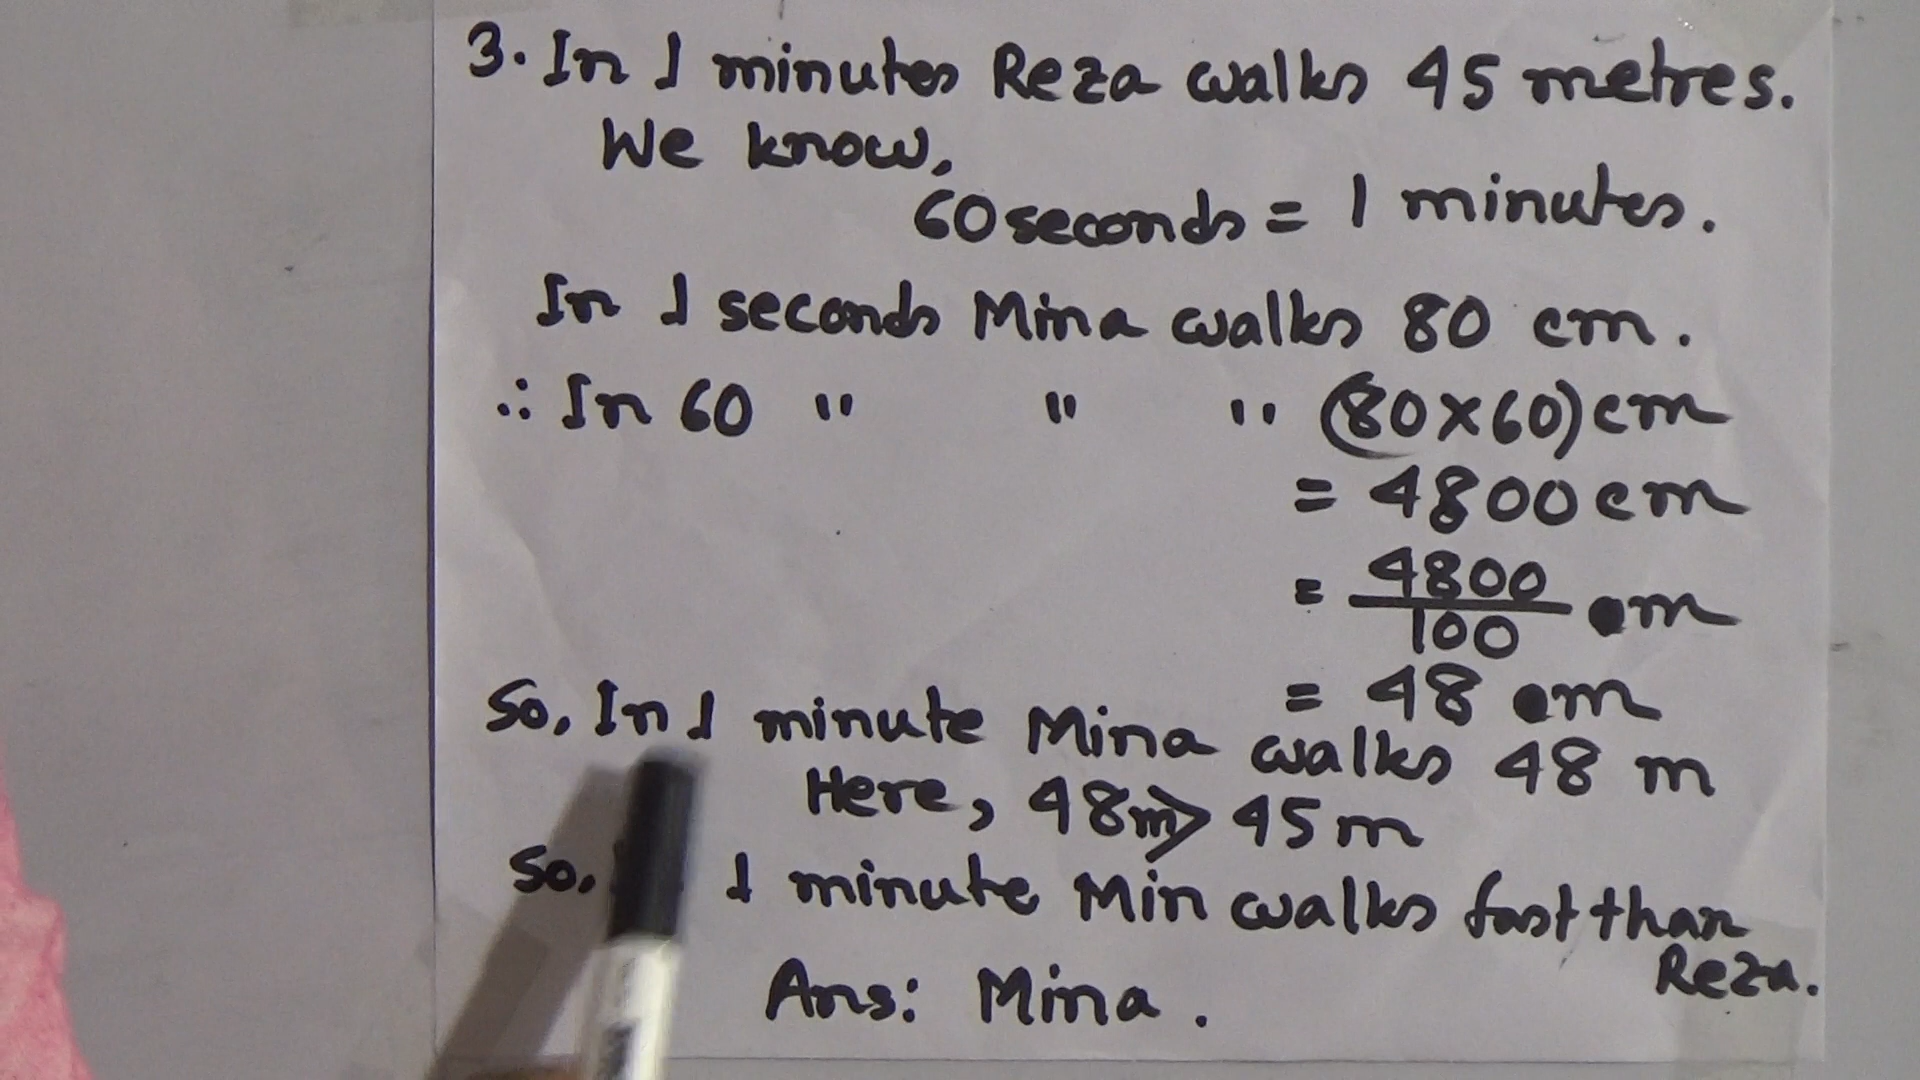 3. In 1 minutes Reza walks 45 metres.
We know,
60 seconds = 1 minutes.
In 1 seconds Mina walks 80 cm.
∴ In 60 " " " (80×60)cm
= 4800 cm
= 4800/100 m
= 48 m
So, In 1 minute Mina walks 48 m
Here, 48m > 45 m
So, 1 minute Min walks fast than
Reza.
Ans: Mina.